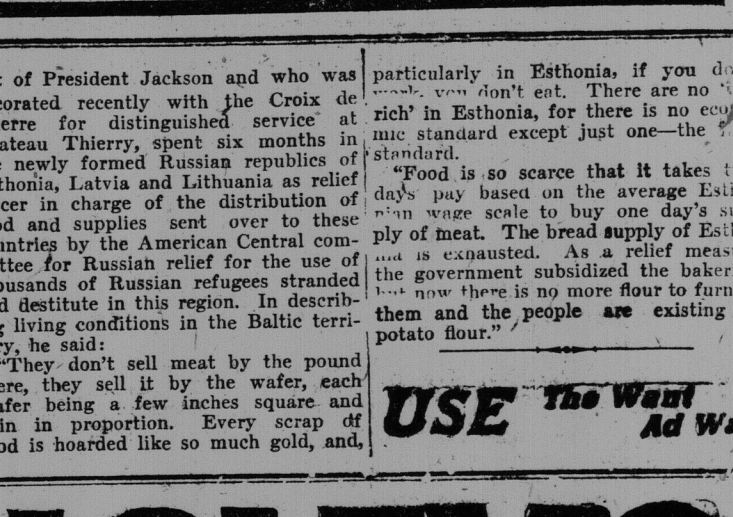 of President Jackson and who was
corated recently with the Croix de
erre for distinguished service at
ateau Thierry, spent six months in
newly formed Russian republics of
thonia, Latvia and Lithuania as relief
cer in charge of the distribution of
od and supplies sent over to these
untries by the American Central com-
ttee for Russian relief for the use of
ousands of Russian refugees stranded
d destitute in this region. In describ-
g living conditions in the Baltic terri-
ry, he said:
"They don't sell meat by the pound
ere, they sell it by the wafer, each
afer being a few inches square and
in in proportion. Every scrap of
od is hoarded like so much gold, and,
particularly in Esthonia, if you d
work, you don't eat. There are no '
rich' in Esthonia, for there is no eco
mic standard except just one—the
standard.
"Food is so scarce that it takes t
days pay based on the average Est
nian wage scale to buy one day's su
ply of meat. The bread supply of Est
is exhausted. As a relief meas
the government subsidized the baker
but now there is no more flour to furn
them and the people are existing
potato flour."
USE The Want
Ad Wa